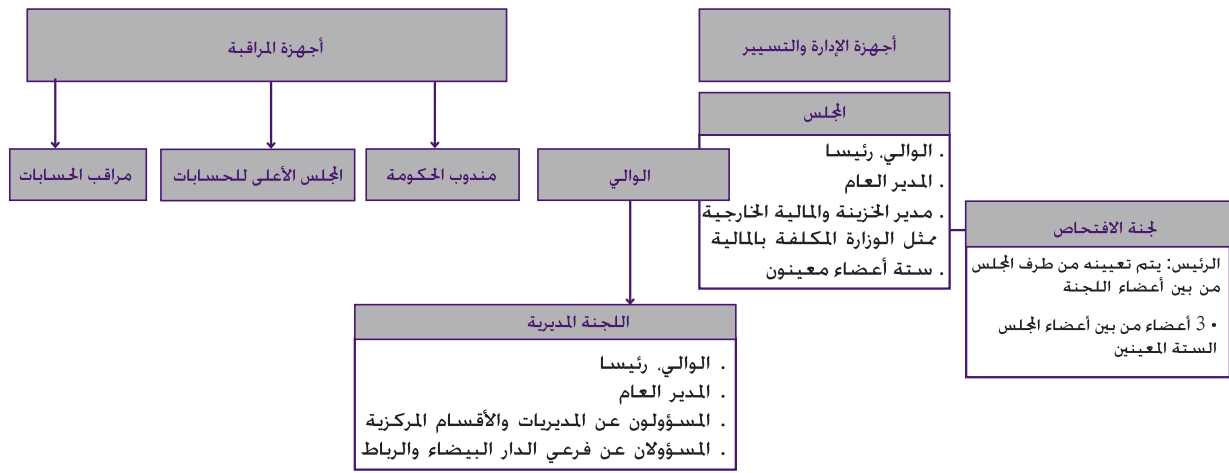 أجهزة الإدارة والتسيير
المجلس
. الوالي، رئيسا
. المدير العام
. مدير الخزينة والمالية الخارجية
ممثل الوزارة المكلفة بالمالية
. ستة أعضاء معينون
لجنة الافتحاص
الرئيس: يتم تعيينه من طرف المجلس
من بين أعضاء اللجنة
• 3 أعضاء من بين أعضاء المجلس
الستة المعينين
الوالي
اللجنة المديرية
. الوالي، رئيسا
. المدير العام
. المسؤولون عن المديريات والأقسام المركزية
. المسؤولان عن فرعي الدار البيضاء والرباط
أجهزة المراقبة
مندوب الحكومة
المجلس الأعلى للحسابات
مراقب الحسابات